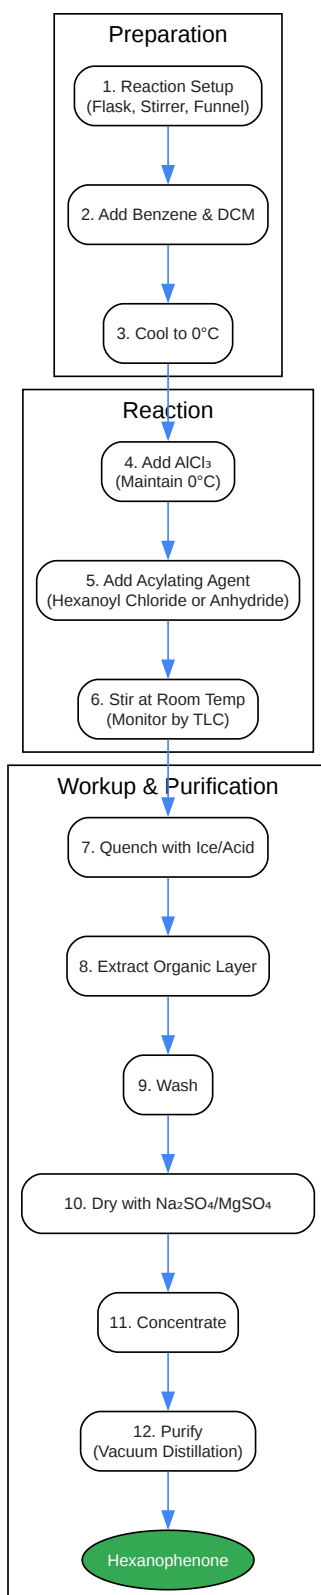 Preparation
1. Reaction Setup
(Flask, Stirrer, Funnel)
2. Add Benzene & DCM
3. Cool to 0°C
Reaction
4. Add AlCl₃
(Maintain 0°C)
5. Add Acylating Agent
(Hexanoyl Chloride or Anhydride)
6. Stir at Room Temp
(Monitor by TLC)
Workup & Purification
7. Quench with Ice/Acid
8. Extract Organic Layer
9. Wash
10. Dry with Na₂SO₄/MgSO₄
11. Concentrate
12. Purify
(Vacuum Distillation)
Hexanophenone